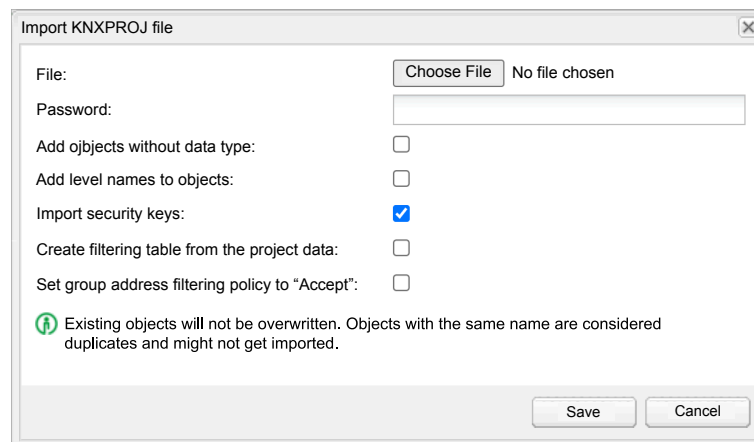 Import KNXPROJ file
File: Choose File No file chosen
Password:
Add ojbjects without data type:
Add level names to objects:
Import security keys:
Create filtering table from the project data:
Set group address filtering policy to “Accept”:
Existing objects will not be overwritten. Objects with the same name are considered
duplicates and might not get imported.
Save Cancel